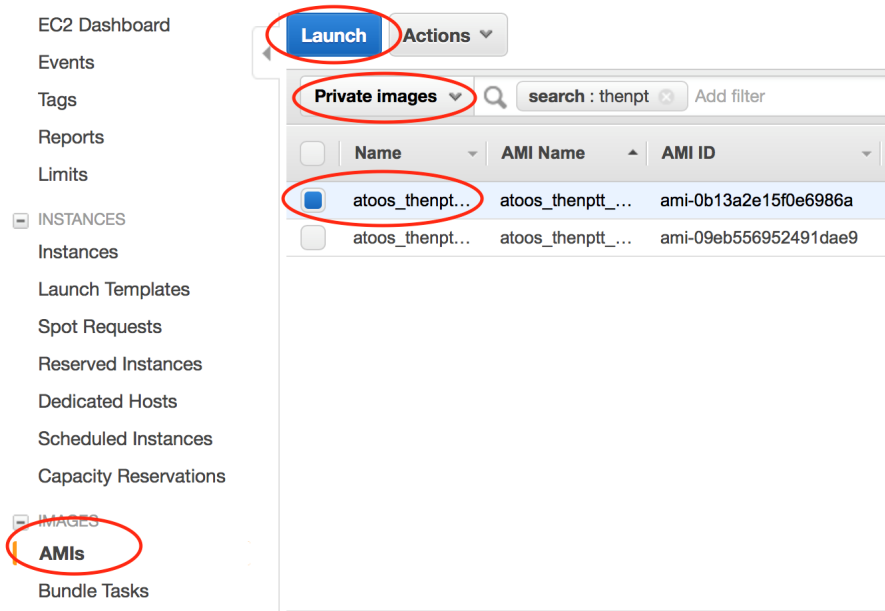 EC2 Dashboard
Events
Tags
Reports
Limits
INSTANCES
Instances
Launch Templates
Spot Requests
Reserved Instances
Dedicated Hosts
Scheduled Instances
Capacity Reservations
IMAGES
AMIs
Bundle Tasks
Launch Actions
Private images search : thenpt Add filter
Name AMI Name AMI ID
atoos_thenpt... atoos_thenptt_... ami-0b13a2e15f0e6986a
atoos_thenpt... atoos_thenptt_... ami-09eb556952491dae9